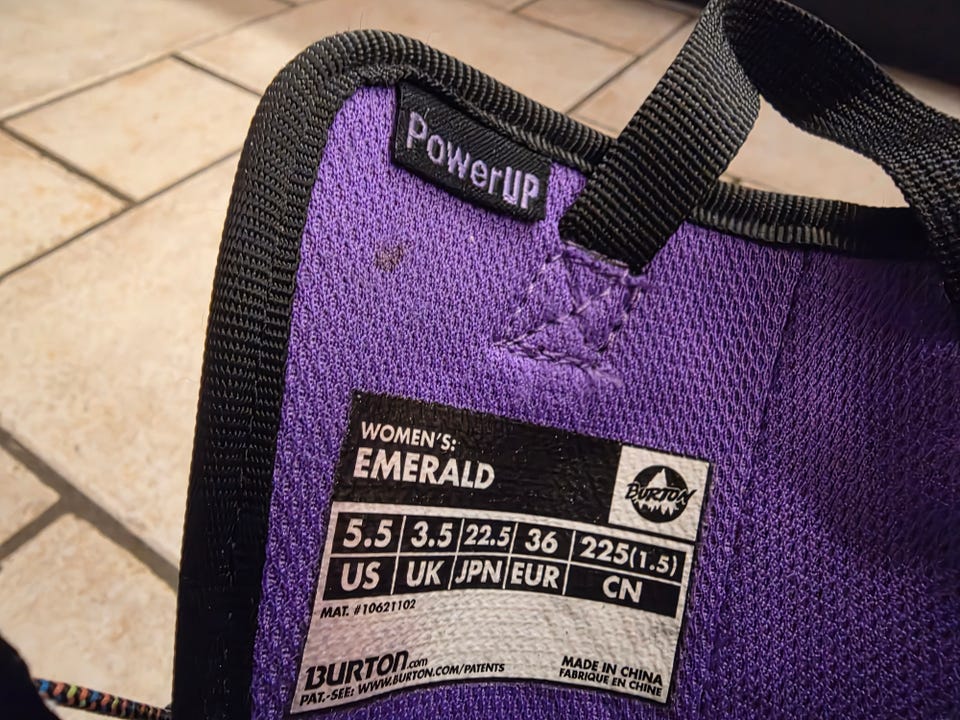 PowerUP
WOMEN'S:
EMERALD
BURTON
5.5 3.5 22.5 36 225(1.5)
US UK JPN EUR CN
MAT. #10621102
BURTON.com
PAT.-SEE: WWW.BURTON.COM/PATENTS
MADE IN CHINA
FABRIQUE EN CHINE